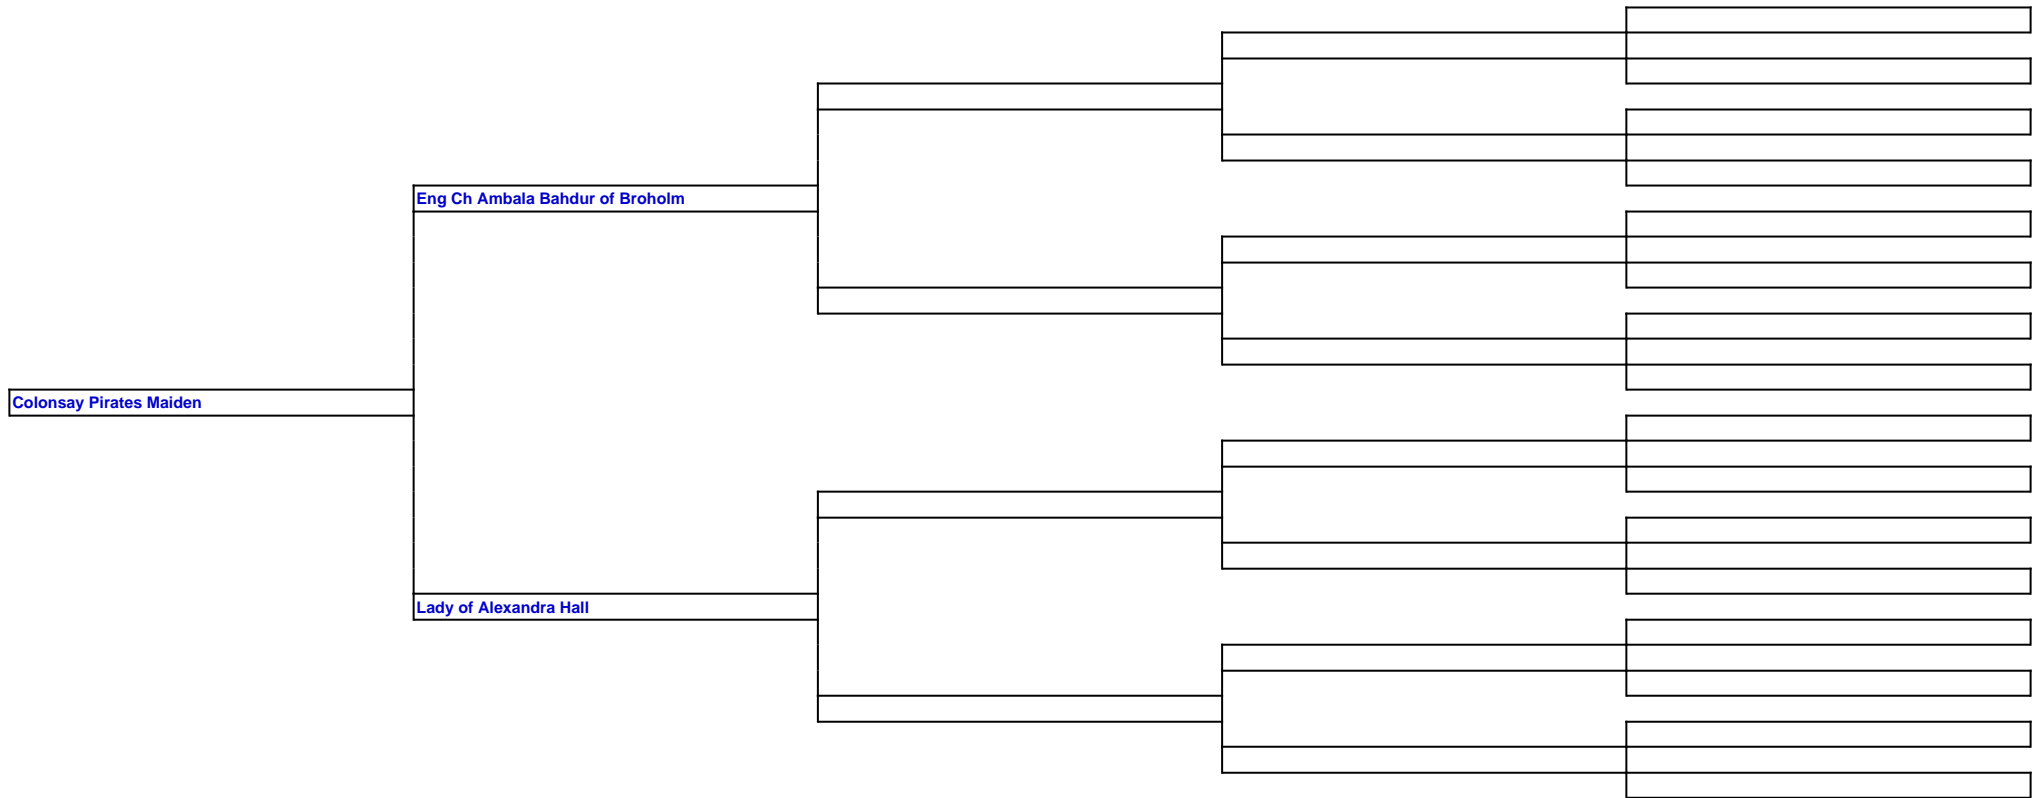 Eng Ch Ambala Bahdur of Broholm
Colonsay Pirates Maiden
Lady of Alexandra Hall